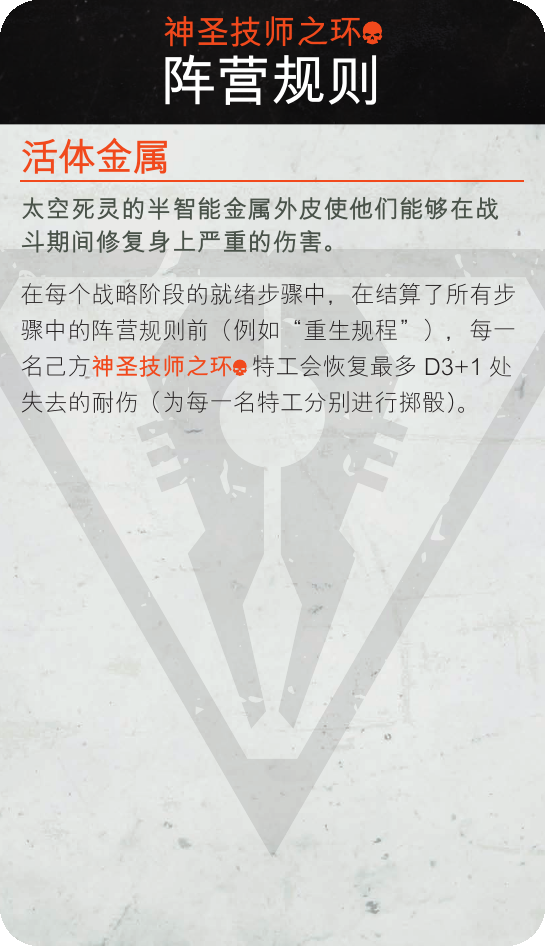 神圣技师之环
阵营规则
活体金属
太空死灵的半智能金属外皮使他们能够在战
斗期间修复身上严重的伤害。
在每个战略阶段的就绪步骤中，在结算了所有步
骤中的阵营规则前（例如“重生规程”），每一
名己方神圣技师之环特工会恢复最多 D3+1 处
失去的耐伤（为每一名特工分别进行掷骰）。